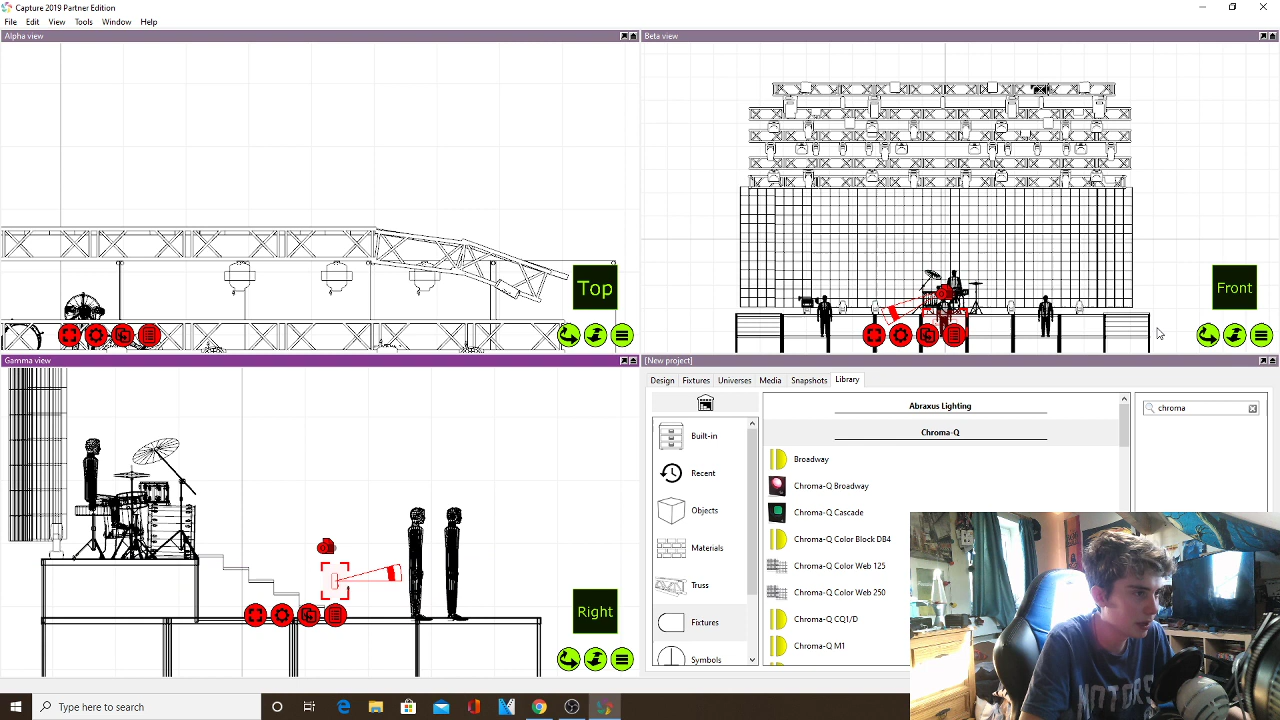 Capture 2019 Partner Edition
File Edit View Tools Window Help
Alpha view
Beta view
Top
Front
Gamma view
[New project]
Design Fixtures Universes Media Snapshots Library
Abraxus Lighting
chroma
Built-in
Chroma-Q
Broadway
Recent
Chroma-Q Broadway
Objects
Chroma-Q Cascade
Chroma-Q Color Block DB4
Materials
Chroma-Q Color Web 125
Truss
Chroma-Q Color Web 250
Right
Fixtures
Chroma-Q CQ1/D
Chroma-Q M1
Symbols
MOTORS
Type here to search